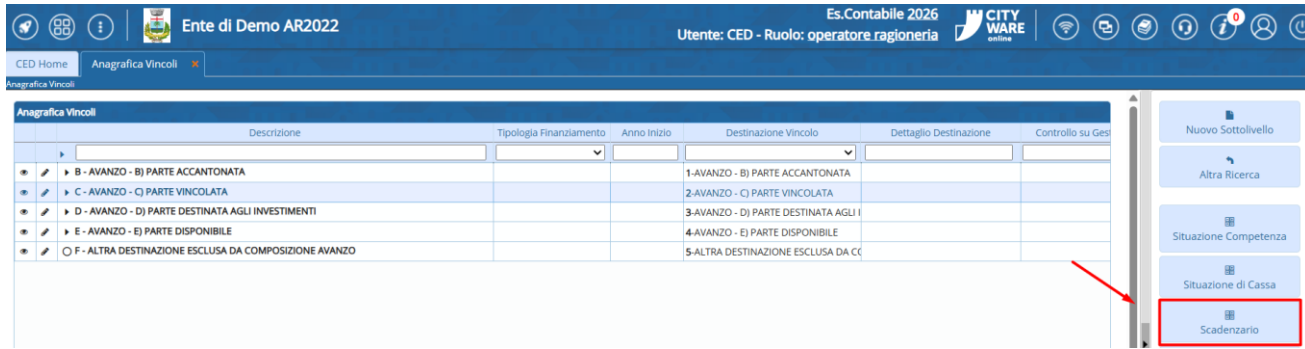 Ente di Demo AR2022
Es.Contabile 2026
Utente: CED - Ruolo: operatore ragioneria
CITY
WARE
online
0
CED Home
Anagrafica Vincoli ×
Anagrafica Vincoli
Anagrafica Vincoli
Descrizione Tipologia Finanziamento Anno Inizio Destinazione Vincolo Dettaglio Destinazione Controllo su Gest
B - AVANZO - B) PARTE ACCANTONATA 1-AVANZO - B) PARTE ACCANTONATA
C - AVANZO - C) PARTE VINCOLATA 2-AVANZO - C) PARTE VINCOLATA
D - AVANZO - D) PARTE DESTINATA AGLI INVESTIMENTI 3-AVANZO - D) PARTE DESTINATA AGLI I
E - AVANZO - E) PARTE DISPONIBILE 4-AVANZO - E) PARTE DISPONIBILE
F - ALTRA DESTINAZIONE ESCLUSA DA COMPOSIZIONE AVANZO 5-ALTRA DESTINAZIONE ESCLUSA DA CO
Nuovo Sottolivello
Altra Ricerca
Situazione Competenza
Situazione di Cassa
Scadenzario